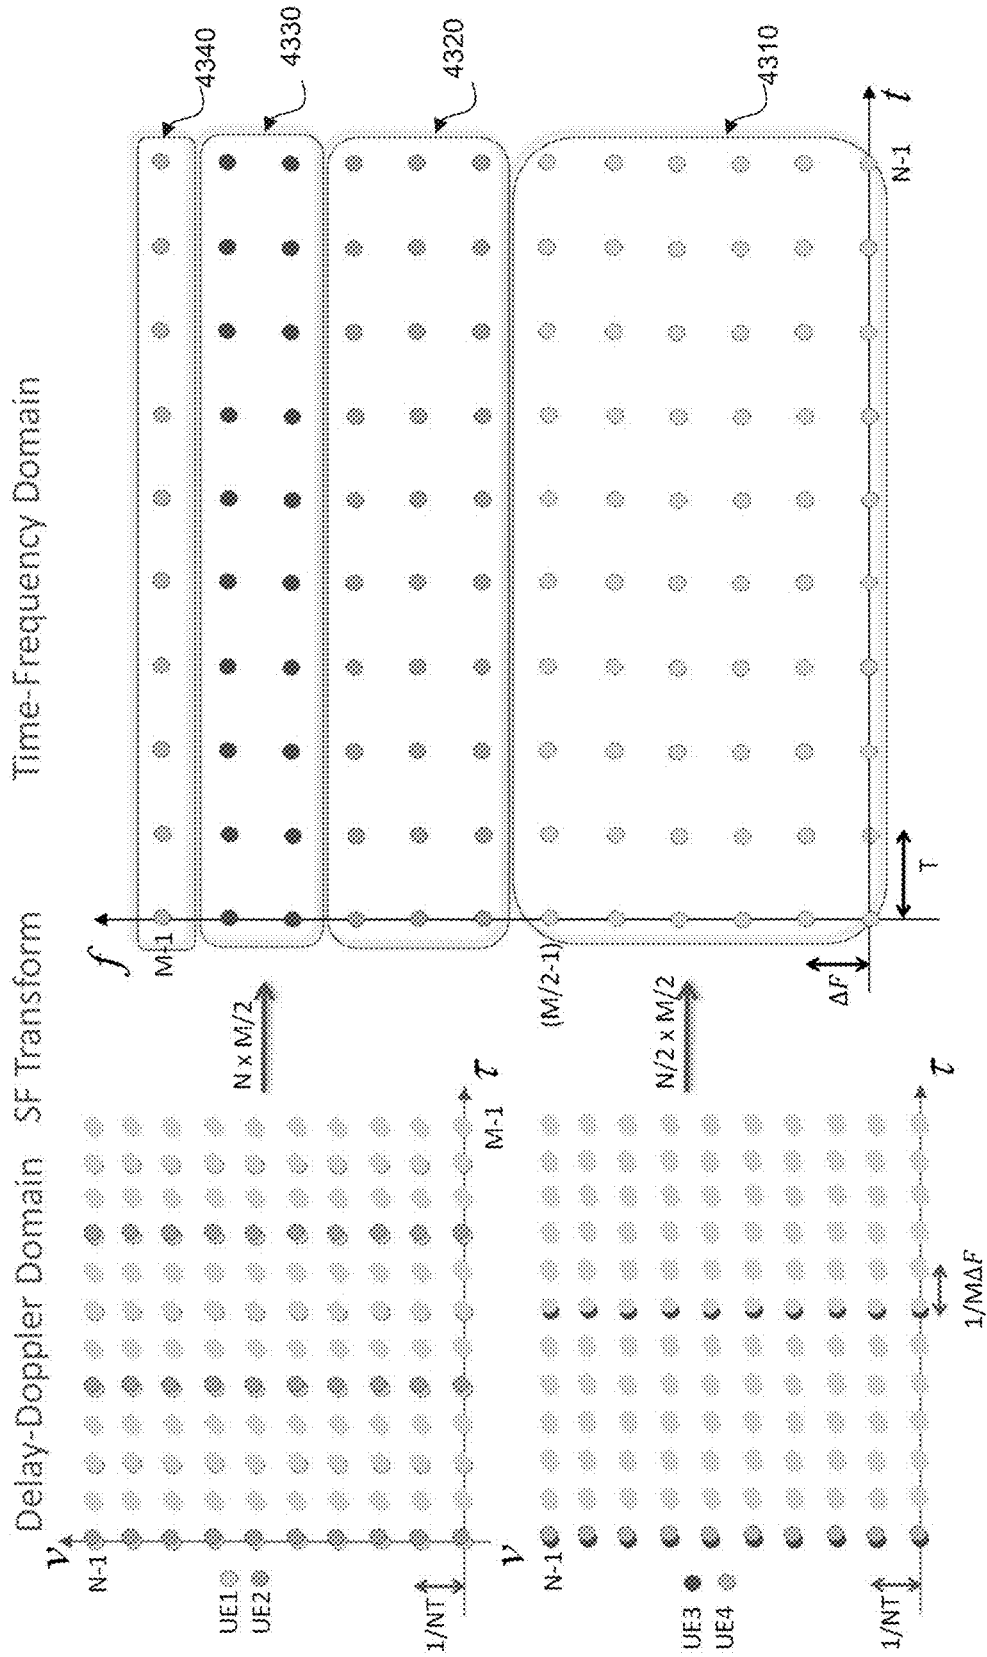 Delay-Doppler Domain
SF Transform
Time-Frequency Domain
ν
N-1
UE1
UE2
1/NT
M-1
τ
N x M/2
f
M-1
4340
4330
4320
4310
ν
N-1
UE3
UE4
1/NT
1/MΔF
τ
N/2 x M/2
(M/2-1)
ΔF
T
N-1
t